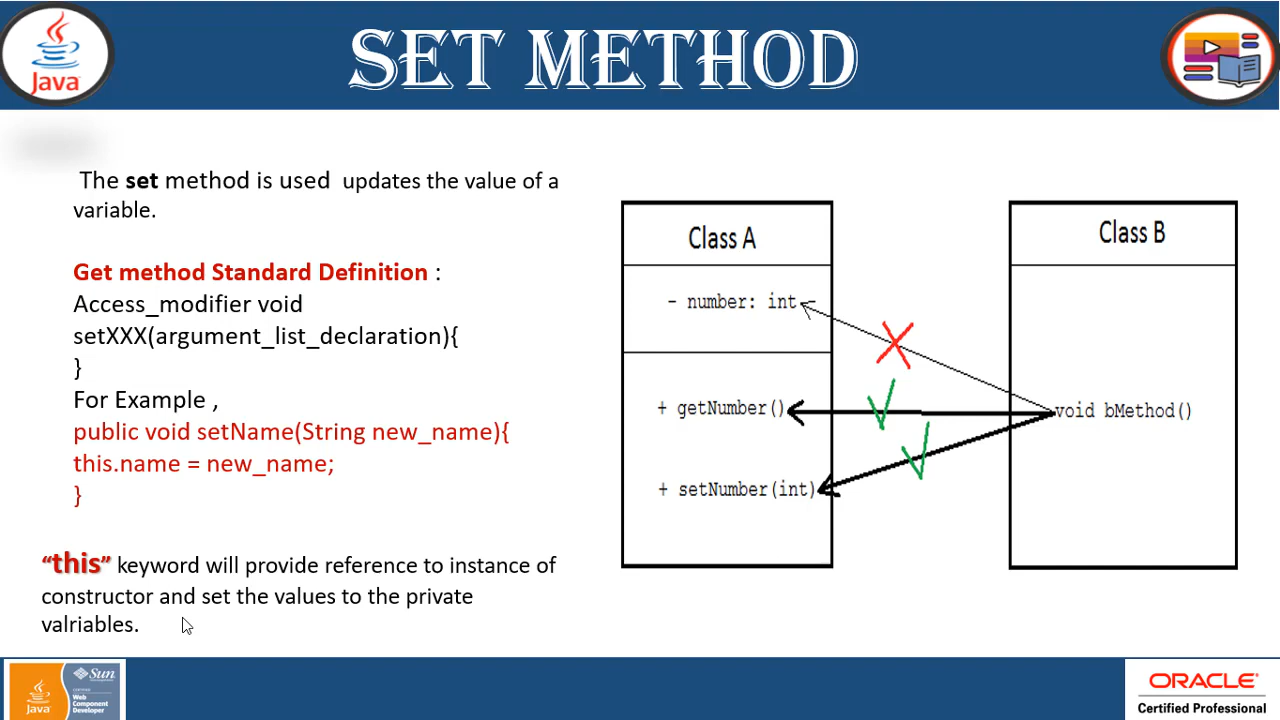 SET METHOD
Java
The set method is used updates the value of a
variable.
Get method Standard Definition :
Access_modifier void
setXXX(argument_list_declaration){
}
For Example ,
public void setName(String new_name){
this.name = new_name;
}
“this” keyword will provide reference to instance of
constructor and set the values to the private
valriables.
Class A
- number: int
+ getNumber()
+ setNumber(int)
Class B
void bMethod()
Java
Sun
Web
Component
Developer
ORACLE
Certified Professional